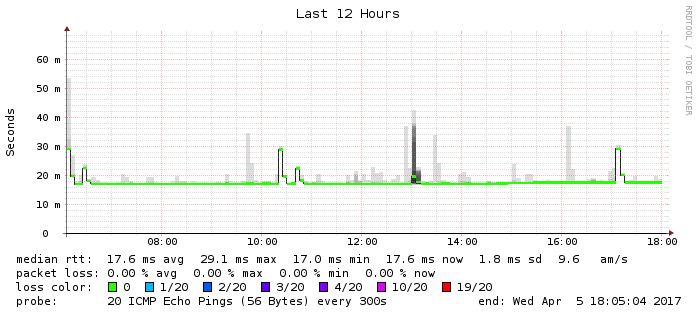 Last 12 Hours
RRDTOOL / TOBI OETIKER
Seconds
60 m
50 m
40 m
30 m
20 m
10 m
0
08:00 10:00 12:00 14:00 16:00 18:00
median rtt: 17.6 ms avg 29.1 ms max 17.0 ms min 17.6 ms now 1.8 ms sd 9.6 am/s
packet loss: 0.00 % avg 0.00 % max 0.00 % min 0.00 % now
loss color: 0 1/20 2/20 3/20 4/20 10/20 19/20
probe: 20 ICMP Echo Pings (56 Bytes) every 300s end: Wed Apr 5 18:05:04 2017